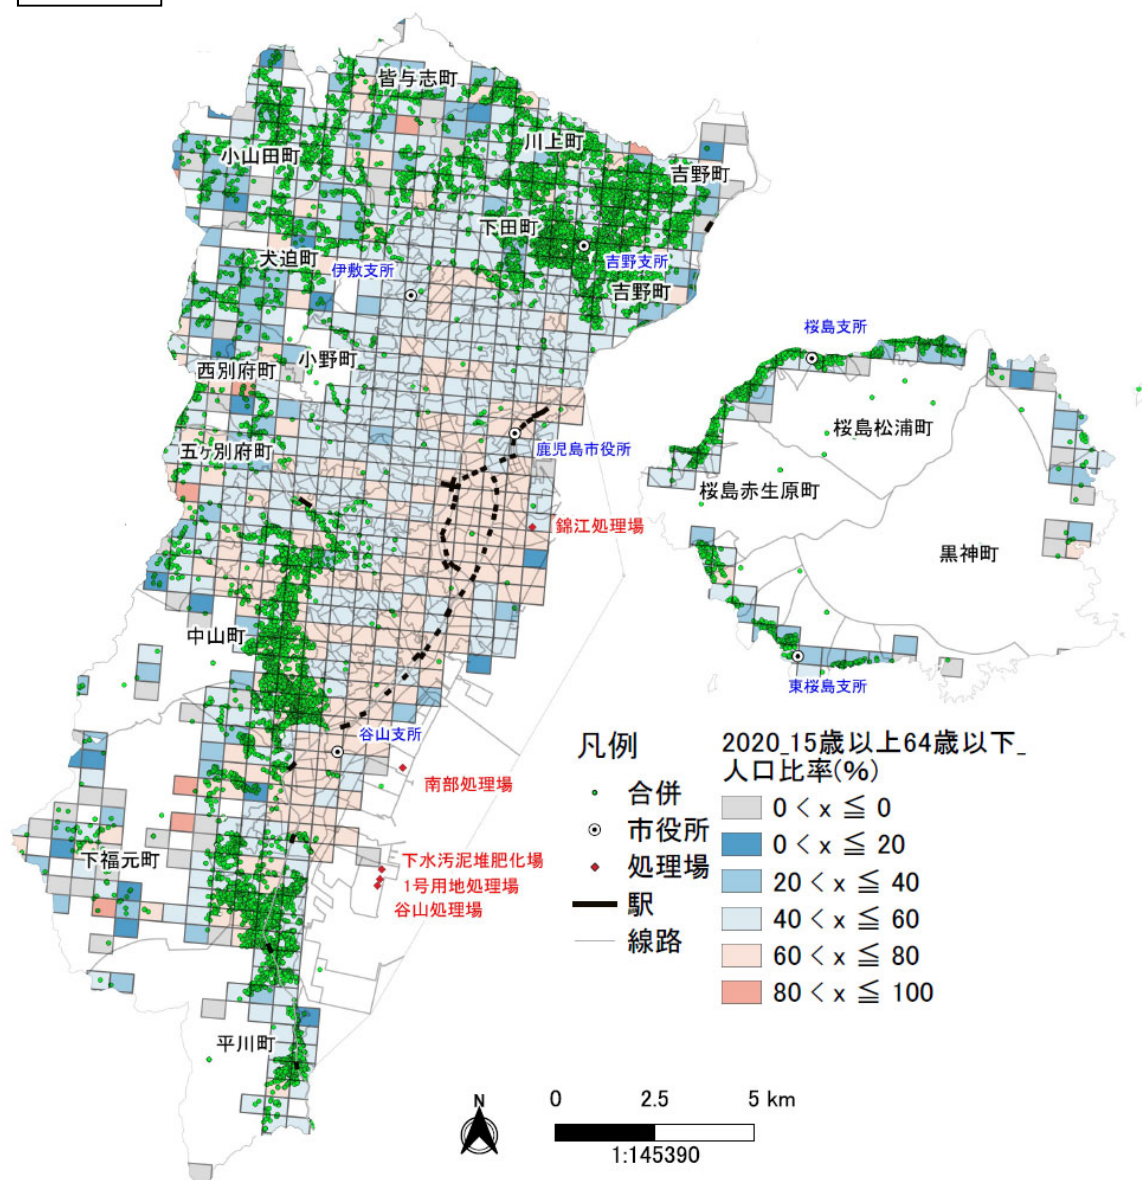 皆与志町
川上町
小山田町
吉野町
下田町
犬迫町
伊敷支所
吉野支所
吉野町
桜島支所
小野町
西別府町
桜島松浦町
五ヶ別府町
鹿児島市役所
桜島赤生原町
錦江処理場
黒神町
中山町
東桜島支所
谷山支所
南部処理場
下水汚泥堆肥化場
下福元町
1号用地処理場
谷山処理場
平川町
凡例
合併
市役所
処理場
駅
線路
2020_15歳以上64歳以下_
人口比率(%)
0 < x ≦ 0
0 < x ≦ 20
20 < x ≦ 40
40 < x ≦ 60
60 < x ≦ 80
80 < x ≦ 100
N
0 2.5 5 km
1:145390